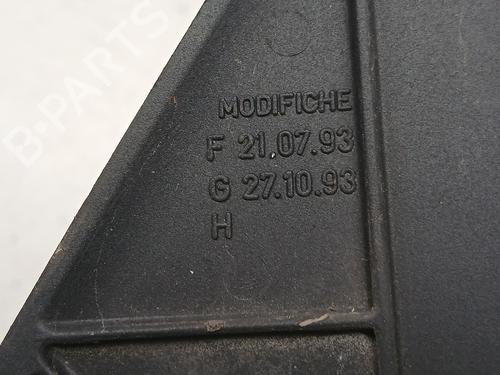 B-PARTS
MODIFICHE
F 21.07.93
G 27.10.93
H